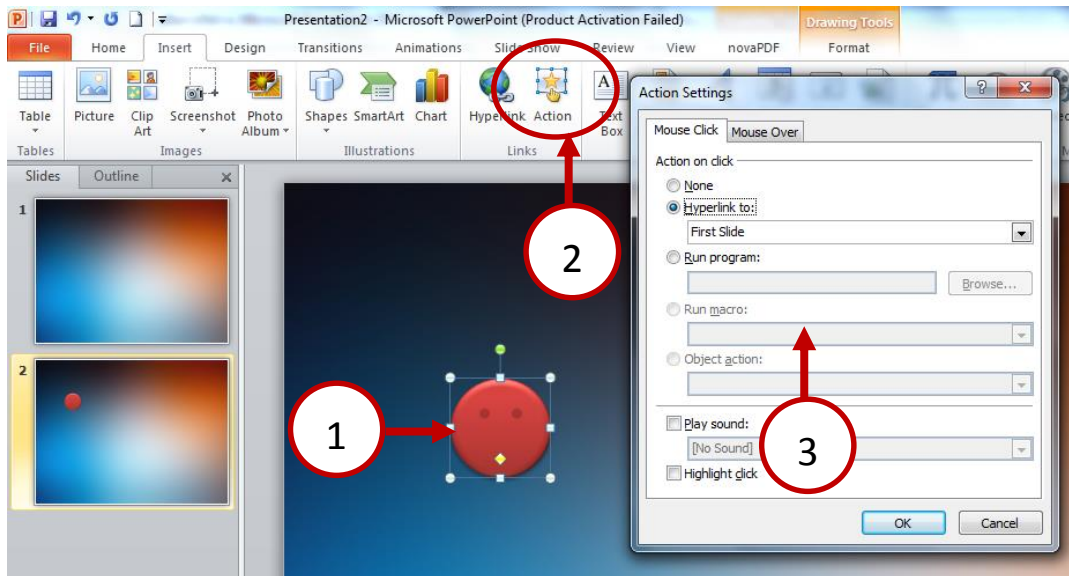 Presentation2 - Microsoft PowerPoint (Product Activation Failed)
Drawing Tools
File Home Insert Design Transitions Animations Slide Show Review View novaPDF Format
Table Picture Clip Art Screenshot Photo Album Shapes SmartArt Chart Hyperlink Action Text Box
Tables Images Illustrations Links
Slides Outline
1
2
1
2
3
Action Settings
Mouse Click Mouse Over
Action on click
None
Hyperlink to:
First Slide
Run program:
Browse...
Run macro:
Object action:
Play sound:
[No Sound]
Highlight click
OK Cancel